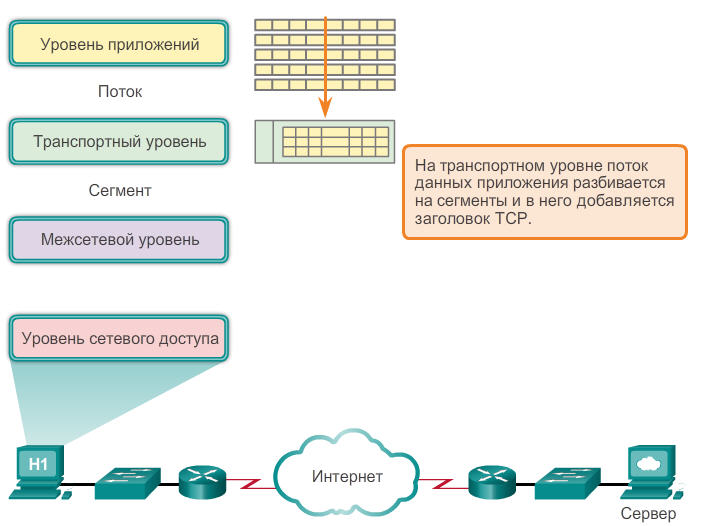 Уровень приложений
Поток
Транспортный уровень
На транспортном уровне поток
данных приложения разбивается
на сегменты и в него добавляется
заголовок TCP.
Сегмент
Межсетевой уровень
Уровень сетевого доступа
H1
Интернет
Сервер